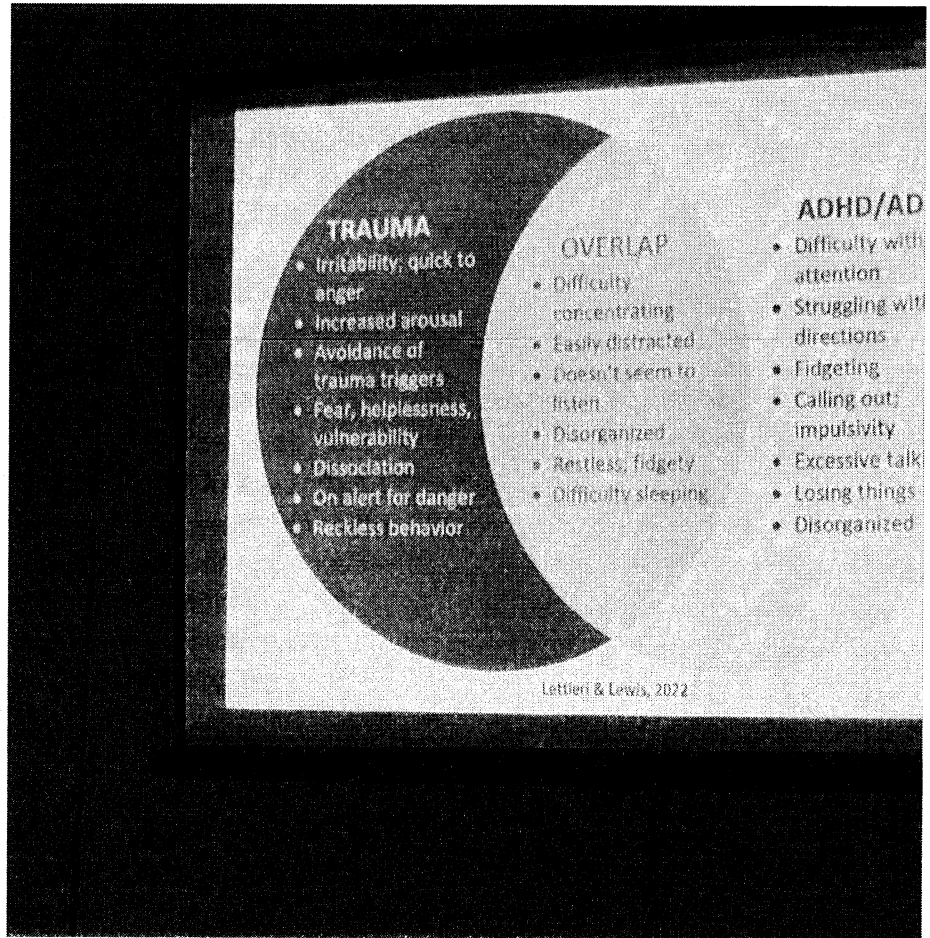 TRAUMA
• Irritability; quick to
anger
• Increased arousal
• Avoidance of
trauma triggers
• Fear, helplessness,
vulnerability
• Dissociation
• On alert for danger
• Reckless behavior
OVERLAP
• Difficulty
concentrating
• Easily distracted
• Doesn't seem to
listen
• Disorganized
• Restless, fidgety
• Difficulty sleeping
ADHD/AD
• Difficulty with
attention
• Struggling with
directions
• Fidgeting
• Calling out;
impulsivity
• Excessive talk
• Losing things
• Disorganized
Lettieri & Lewis, 2022